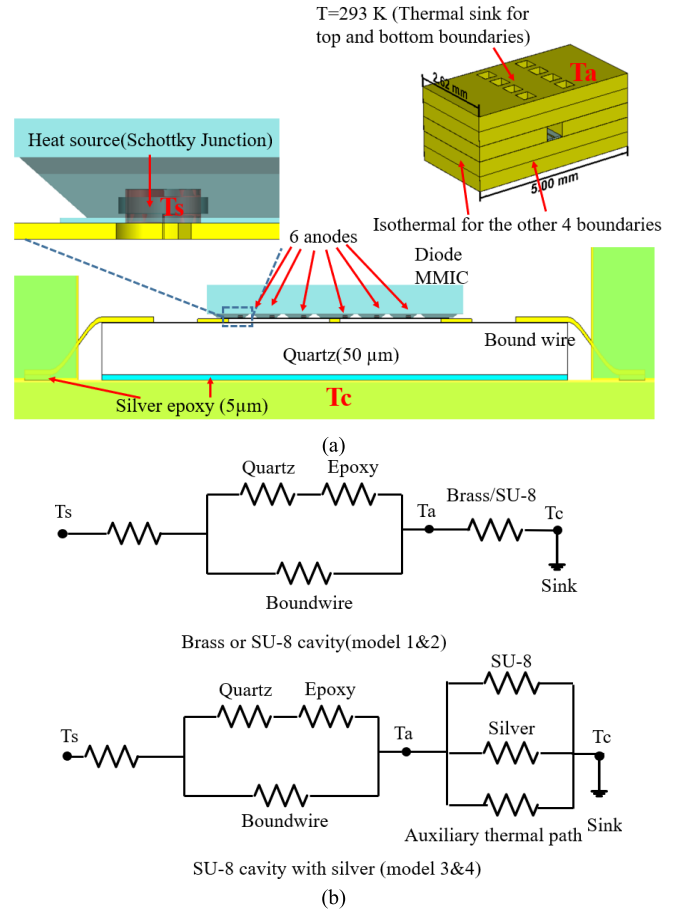 T=293 K (Thermal sink for
top and bottom boundaries)
Ta
2.62 mm
5.00 mm
Heat source(Schottky Junction)
Ts
Isothermal for the other 4 boundaries
6 anodes
Diode
MMIC
Bound wire
Quartz(50 μm)
Silver epoxy (5μm)
Tc
(a)
Quartz Epoxy
Ts
Ta
Brass/SU-8
Tc
Boundwire
Sink
Brass or SU-8 cavity(model 1&2)
SU-8
Quartz Epoxy
Ts
Ta
Silver
Tc
Boundwire
Auxiliary thermal path
Sink
SU-8 cavity with silver (model 3&4)
(b)